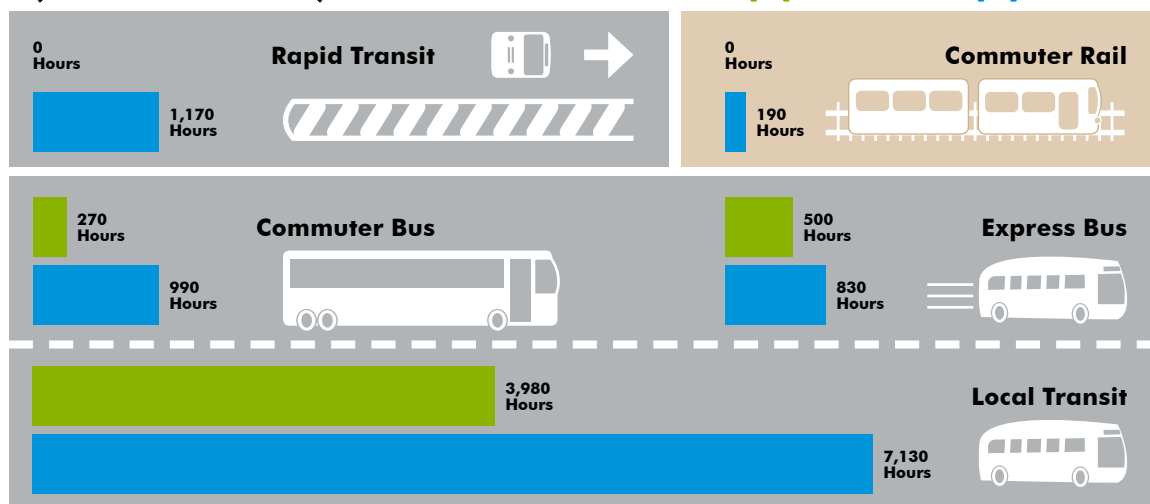 0
Hours
Rapid Transit
1,170
Hours
0
Hours
Commuter Rail
190
Hours
270
Hours
Commuter Bus
990
Hours
500
Hours
Express Bus
830
Hours
3,980
Hours
Local Transit
7,130
Hours